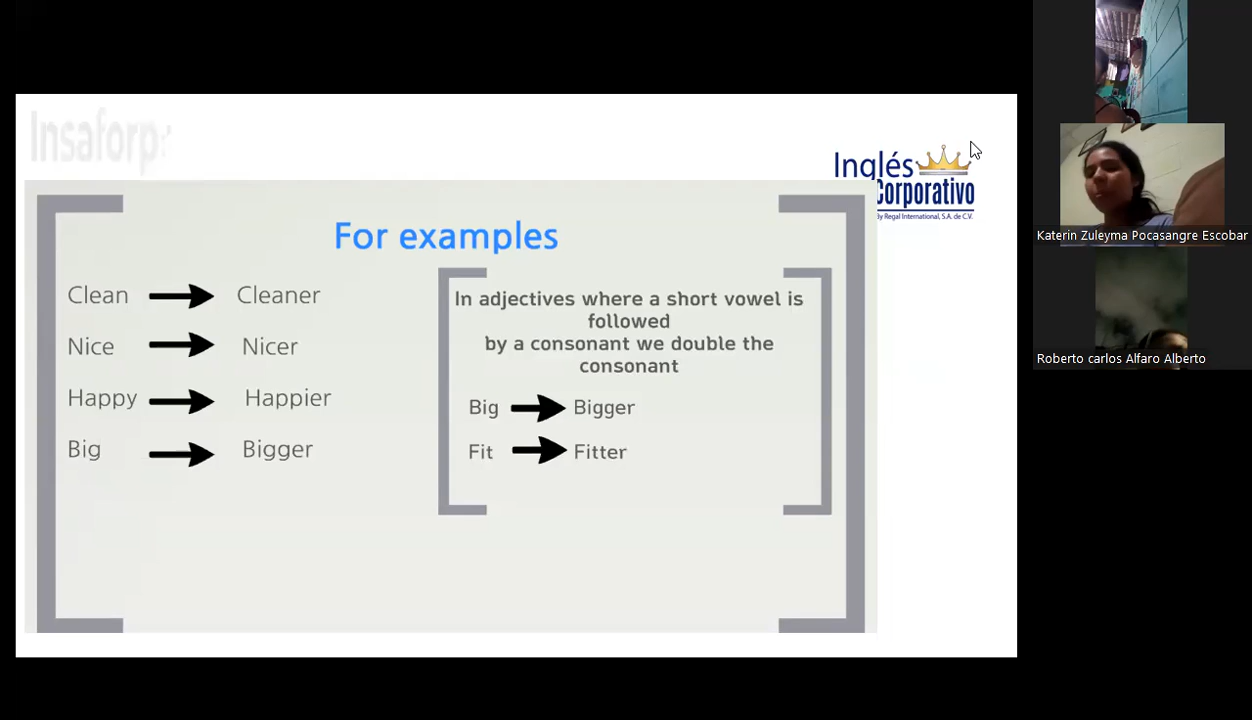 Insaforp
Inglés
Corporativo
By Regal International, S.A. de C.V.
For examples
Clean Cleaner
Nice Nicer
Happy Happier
Big Bigger
In adjectives where a short vowel is
followed
by a consonant we double the
consonant
Big Bigger
Fit Fitter
Katerin Zuleyma Pocasangre Escobar
Roberto carlos Alfaro Alberto